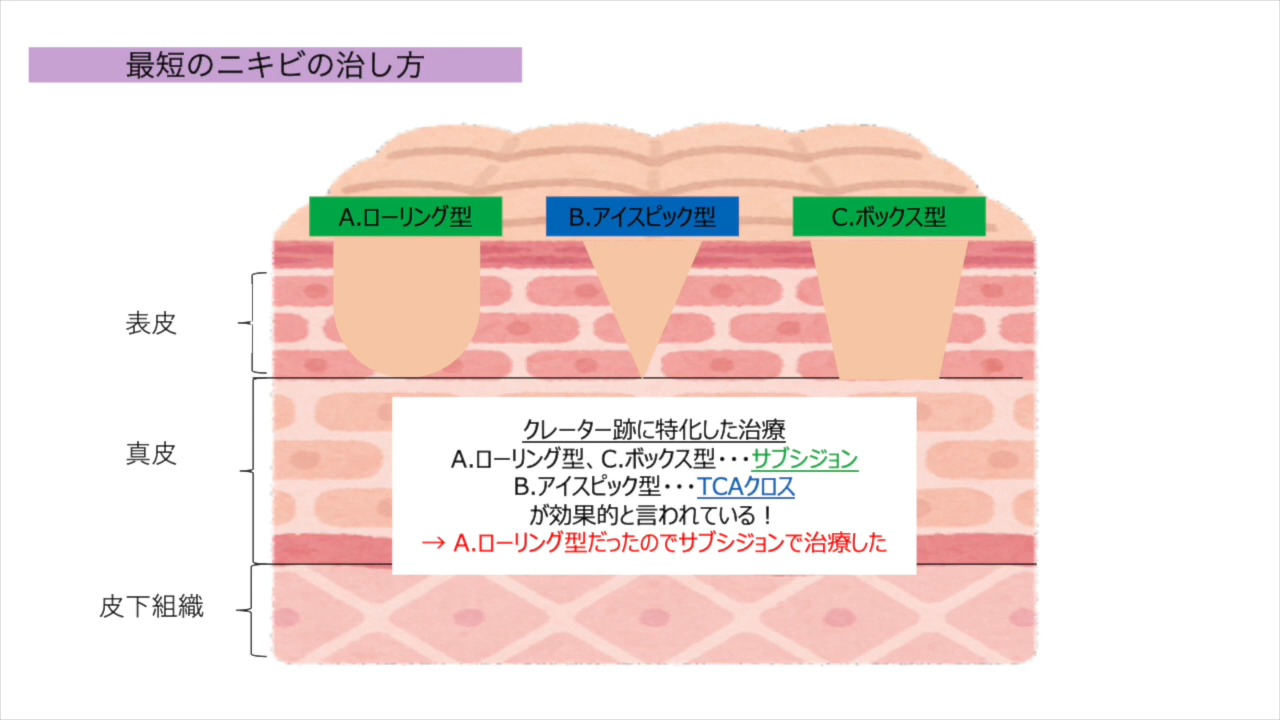 最短のニキビの治し方
A.ローリング型
B.アイスピック型
C.ボックス型
表皮
真皮
皮下組織
クレーター跡に特化した治療
A.ローリング型、C.ボックス型・・・サブシジョン
B.アイスピック型・・・TCAクロス
が効果的と言われている！
→ A.ローリング型だったのでサブシジョンで治療した